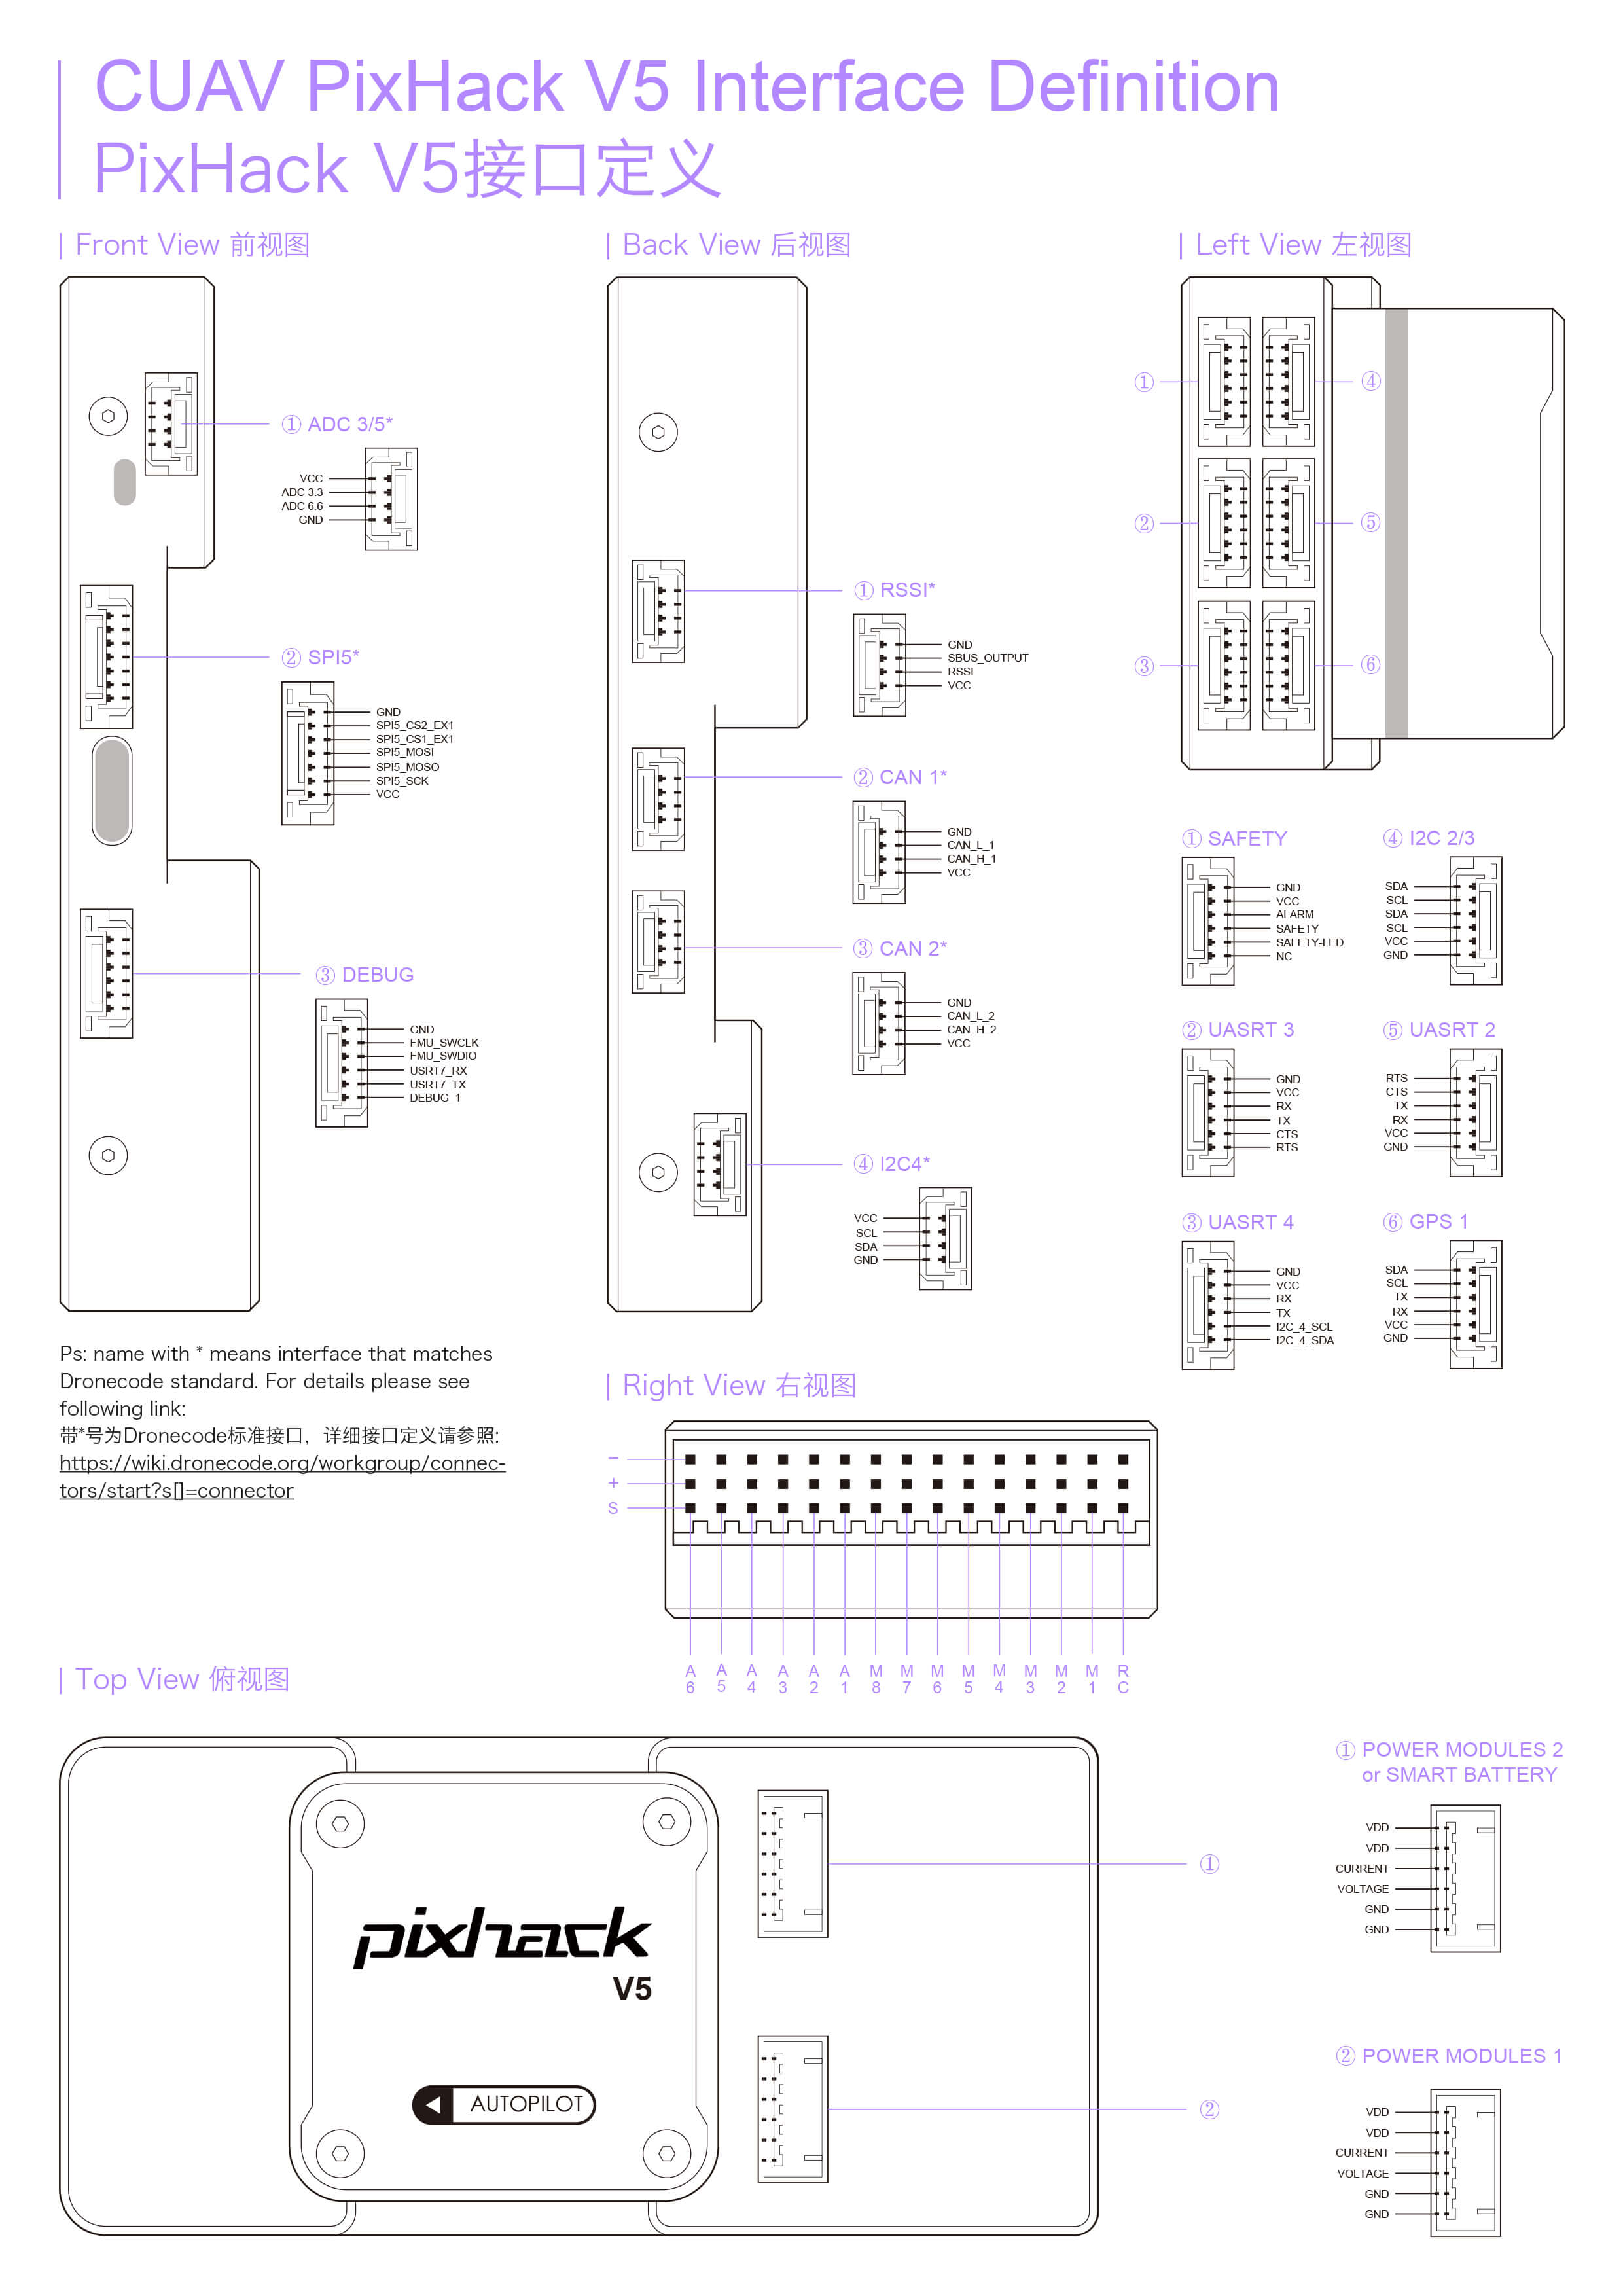 CUAV PixHack V5 Interface Definition
PixHack V5接口定义
Front View 前视图
① ADC 3/5*
VCC
ADC 3.3
ADC 6.6
GND
② SPI5*
GND
SPI5_CS2_EX1
SPI5_CS1_EX1
SPI5_MOSI
SPI5_MOSO
SPI5_SCK
VCC
③ DEBUG
GND
FMU_SWCLK
FMU_SWDIO
USRT7_RX
USRT7_TX
DEBUG_1
Ps: name with * means interface that matches
Dronecode standard. For details please see
following link:
带*号为Dronecode标准接口，详细接口定义请参照:
https://wiki.dronecode.org/workgroup/connec-
tors/start?s[]=connector
Back View 后视图
① RSSI*
GND
SBUS_OUTPUT
RSSI
VCC
② CAN 1*
GND
CAN_L_1
CAN_H_1
VCC
③ CAN 2*
GND
CAN_L_2
CAN_H_2
VCC
④ I2C4*
VCC
SCL
SDA
GND
Left View 左视图
① ④
② ⑤
③ ⑥
① SAFETY
GND
VCC
ALARM
SAFETY
SAFETY-LED
NC
④ I2C 2/3
SDA
SCL
SDA
SCL
VCC
GND
② UASRT 3
GND
VCC
RX
TX
CTS
RTS
⑤ UASRT 2
RTS
CTS
TX
RX
VCC
GND
③ UASRT 4
GND
VCC
RX
TX
I2C_4_SCL
I2C_4_SDA
⑥ GPS 1
SDA
SCL
TX
RX
VCC
GND
Right View 右视图
−
+
S
A6 A5 A4 A3 A2 A1 M8 M7 M6 M5 M4 M3 M2 M1 RC
Top View 俯视图
pixhack
V5
AUTOPILOT
①
②
① POWER MODULES 2
or SMART BATTERY
VDD
VDD
CURRENT
VOLTAGE
GND
GND
② POWER MODULES 1
VDD
VDD
CURRENT
VOLTAGE
GND
GND